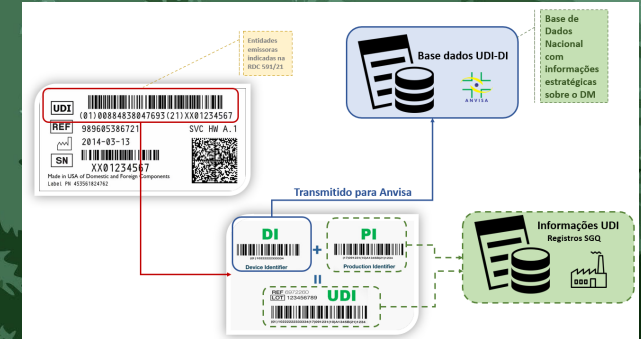 Entidades
emissoras
indicadas na
RDC 591/21
UDI
(01)00884838047693(21)XX01234567
REF 989605386721 SVC HW A.1
2014-03-13
SN
XX01234567
Made in USA of Domestic and Foreign Components
Label PN 453561824762
Base dados UDI-DI
ANVISA
Base de
Dados
Nacional
com
informações
estratégicas
sobre o DM
Transmitido para Anvisa
DI
Device Identifier
+
PI
Production Identifier
=
REF 6972260
LOT 123456789
UDI
Informações UDI
Registros SGQ